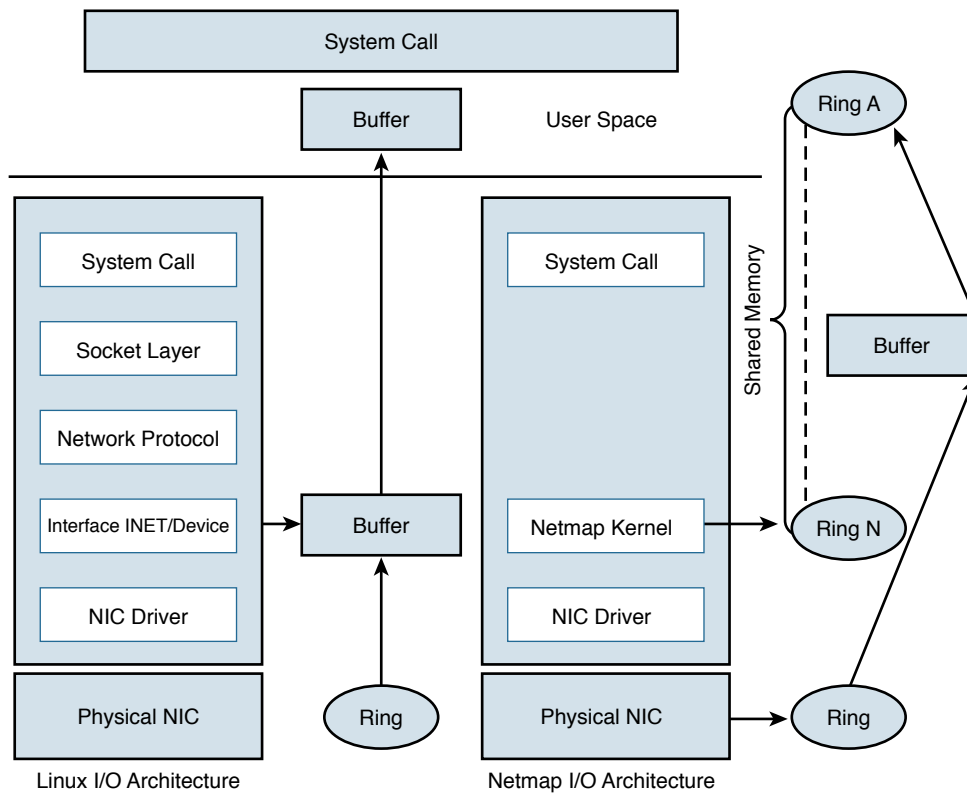 System Call
Buffer
User Space
Ring A
System Call
Socket Layer
Network Protocol
Interface INET/Device
NIC Driver
Physical NIC
Linux I/O Architecture
Buffer
Ring
System Call
Netmap Kernel
NIC Driver
Physical NIC
Netmap I/O Architecture
Shared Memory
Buffer
Ring N
Ring